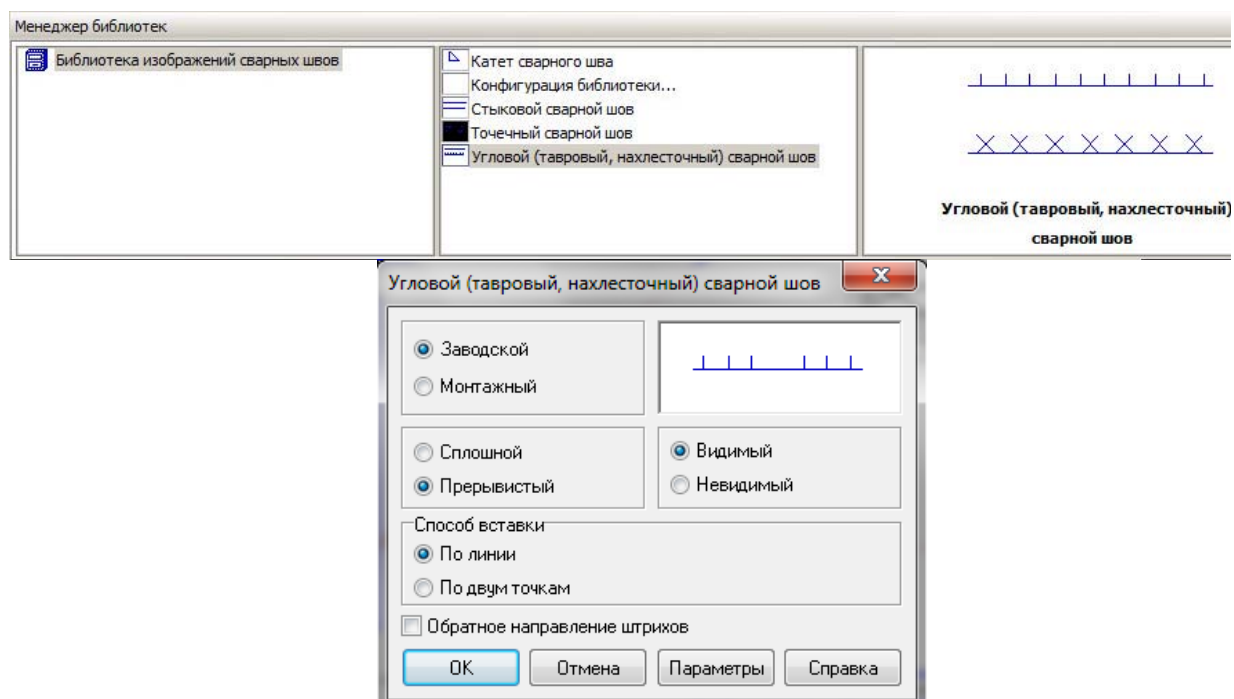 Менеджер библиотек
Библиотека изображений сварных швов
Катет сварного шва
Конфигурация библиотеки...
Стыковой сварной шов
Точечный сварной шов
Угловой (тавровый, нахлесточный) сварной шов
Угловой (тавровый, нахлесточный)
сварной шов
Угловой (тавровый, нахлесточный) сварной шов
Заводской
Монтажный
Сплошной
Прерывистый
Видимый
Невидимый
Способ вставки
По линии
По двум точкам
Обратное направление штрихов
OK Отмена Параметры Справка